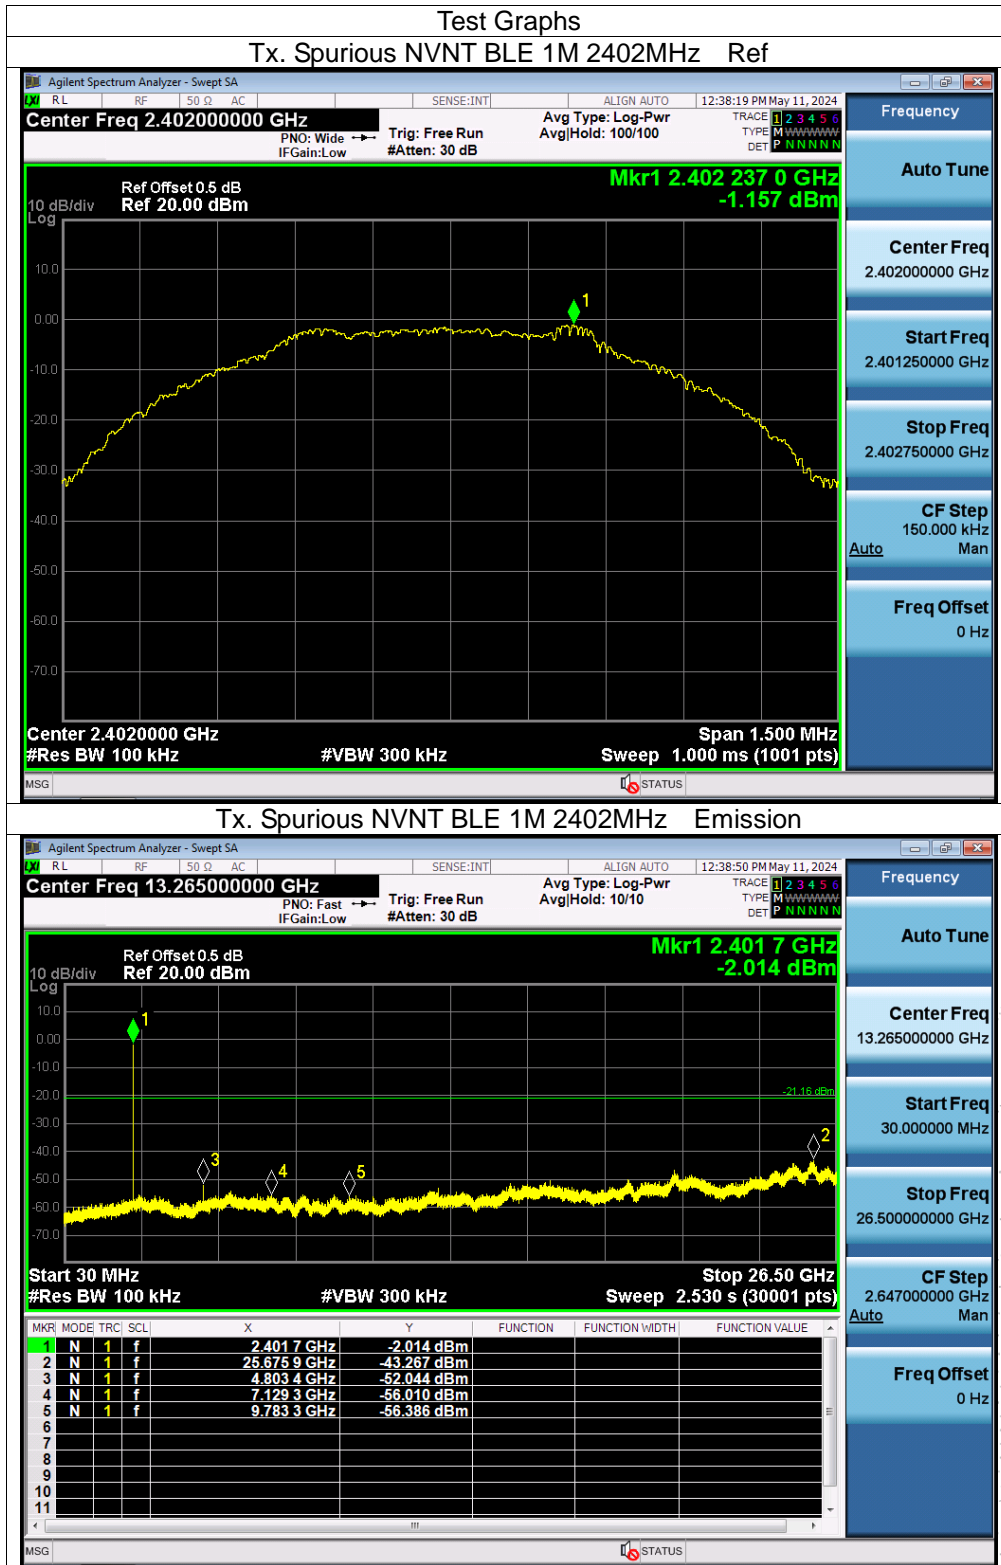 Test Graphs
Tx. Spurious NVNT BLE 1M 2402MHz Ref
Agilent Spectrum Analyzer - Swept SA
LXI RL RF 50 Ω AC SENSE:INT ALIGN AUTO 12:38:19 PM May 11, 2024
Center Freq 2.402000000 GHz
PNO: Wide
IFGain:Low
Trig: Free Run
#Atten: 30 dB
Avg Type: Log-Pwr
Avg|Hold: 100/100
TRACE 1 2 3 4 5 6
TYPE M WWWWW
DET P N N N N N
Frequency
Auto Tune
Center Freq
2.402000000 GHz
Start Freq
2.401250000 GHz
Stop Freq
2.402750000 GHz
CF Step
150.000 kHz
Auto Man
Freq Offset
0 Hz
Mkr1 2.402 237 0 GHz
-1.157 dBm
Ref Offset 0.5 dB
10 dB/div Ref 20.00 dBm
Log
10.0
1
0.00
-10.0
-20.0
-30.0
-40.0
-50.0
-60.0
-70.0
Center 2.4020000 GHz Span 1.500 MHz
#Res BW 100 kHz #VBW 300 kHz Sweep 1.000 ms (1001 pts)
MSG STATUS
Tx. Spurious NVNT BLE 1M 2402MHz Emission
Agilent Spectrum Analyzer - Swept SA
LXI RL RF 50 Ω AC SENSE:INT ALIGN AUTO 12:38:50 PM May 11, 2024
Center Freq 13.265000000 GHz
PNO: Fast
IFGain:Low
Trig: Free Run
#Atten: 30 dB
Avg Type: Log-Pwr
Avg|Hold: 10/10
TRACE 1 2 3 4 5 6
TYPE M WWWWW
DET P N N N N N
Frequency
Auto Tune
Center Freq
13.265000000 GHz
Start Freq
30.000000 MHz
Stop Freq
26.500000000 GHz
CF Step
2.647000000 GHz
Auto Man
Freq Offset
0 Hz
Mkr1 2.401 7 GHz
-2.014 dBm
Ref Offset 0.5 dB
10 dB/div Ref 20.00 dBm
Log
10.0
1
0.00
-10.0
-20.0
-21.16 dBm
-30.0
-40.0
2
3
4
5
-50.0
-60.0
-70.0
Start 30 MHz Stop 26.50 GHz
#Res BW 100 kHz #VBW 300 kHz Sweep 2.530 s (30001 pts)
MKR MODE TRC SCL X Y FUNCTION FUNCTION WIDTH FUNCTION VALUE
1 N 1 f 2.401 7 GHz -2.014 dBm
2 N 1 f 25.675 9 GHz -43.267 dBm
3 N 1 f 4.803 4 GHz -52.044 dBm
4 N 1 f 7.129 3 GHz -56.010 dBm
5 N 1 f 9.783 3 GHz -56.386 dBm
6
7
8
9
10
11
MSG STATUS